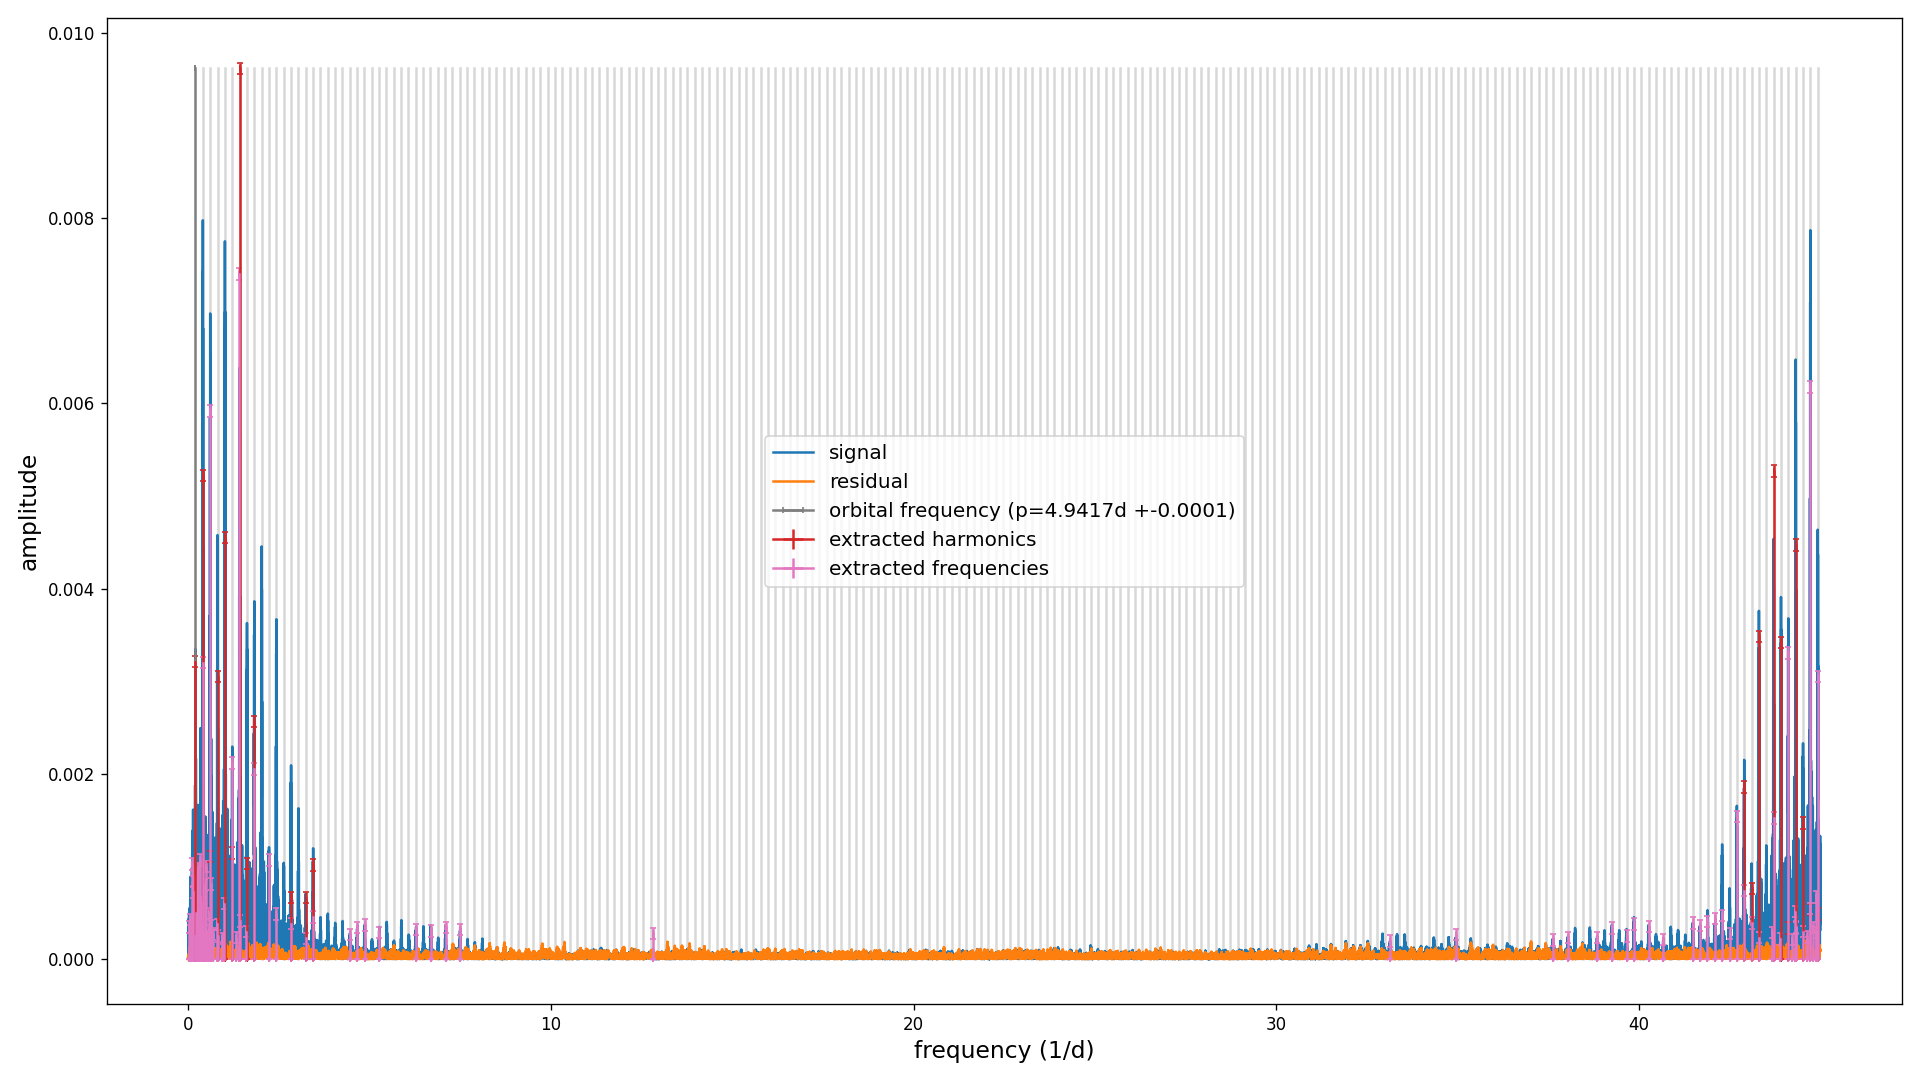 0.010
0.008
0.006
0.004
0.002
0.000
amplitude
signal
residual
orbital frequency (p=4.9417d +-0.0001)
extracted harmonics
extracted frequencies
0 10 20 30 40
frequency (1/d)